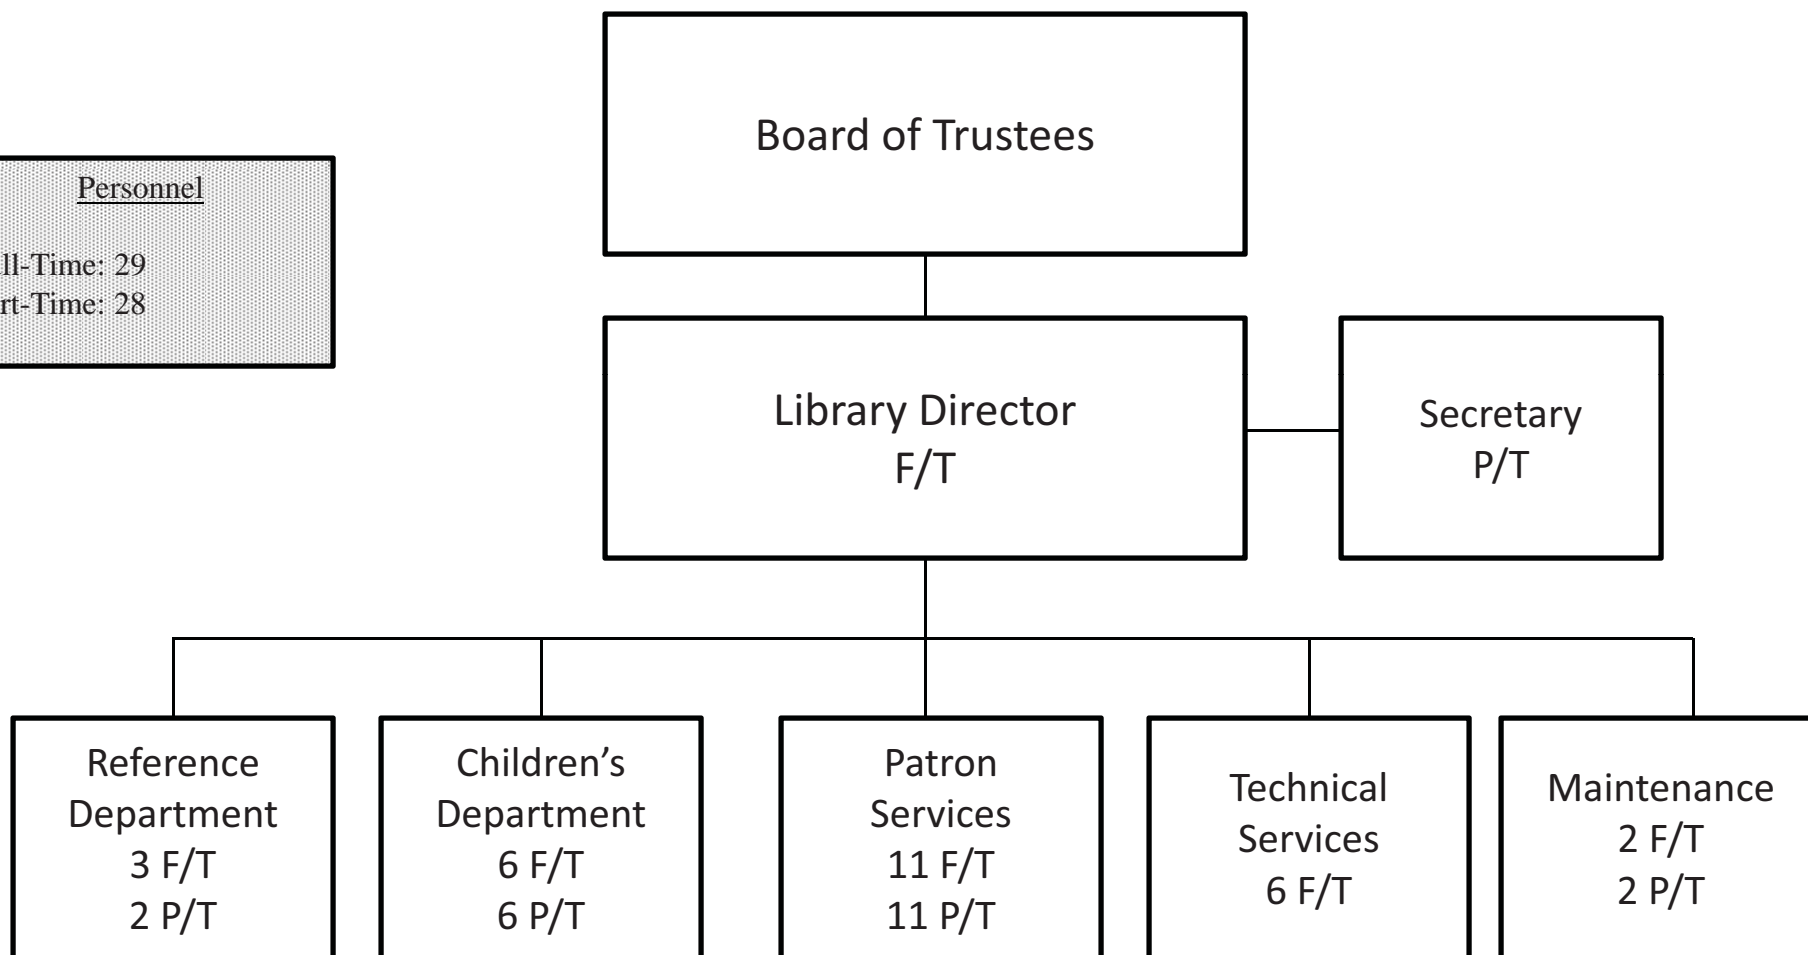 Board of Trustees
Personnel
ll-Time: 29
rt-Time: 28
Library Director
F/T
Secretary
P/T
Reference
Department
3 F/T
2 P/T
Children’s
Department
6 F/T
6 P/T
Patron
Services
11 F/T
11 P/T
Technical
Services
6 F/T
Maintenance
2 F/T
2 P/T